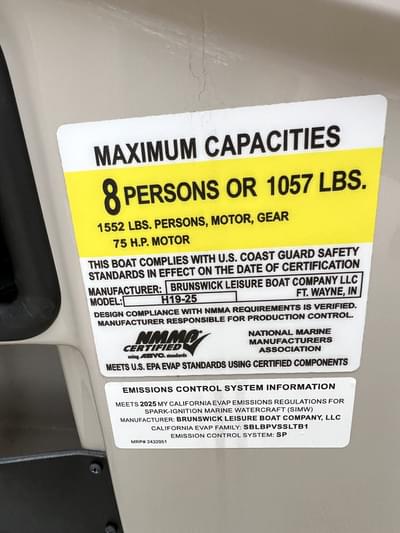 MAXIMUM CAPACITIES
8 PERSONS OR 1057 LBS.
1552 LBS. PERSONS, MOTOR, GEAR
75 H.P. MOTOR
THIS BOAT COMPLIES WITH U.S. COAST GUARD SAFETY
STANDARDS IN EFFECT ON THE DATE OF CERTIFICATION
MANUFACTURER: BRUNSWICK LEISURE BOAT COMPANY LLC
FT. WAYNE, IN
MODEL: H19-25
DESIGN COMPLIANCE WITH NMMA REQUIREMENTS IS VERIFIED.
MANUFACTURER RESPONSIBLE FOR PRODUCTION CONTROL.
NMMA
CERTIFIED
using ABYC. standards
NATIONAL MARINE
MANUFACTURERS
ASSOCIATION
MEETS U.S. EPA EVAP STANDARDS USING CERTIFIED COMPONENTS
EMISSIONS CONTROL SYSTEM INFORMATION
MEETS 2025 MY CALIFORNIA EVAP EMISSIONS REGULATIONS FOR
SPARK-IGNITION MARINE WATERCRAFT (SIMW)
MANUFACTURER: BRUNSWICK LEISURE BOAT COMPANY, LLC
CALIFORNIA EVAP FAMILY: SBLBPVSSLTB1
EMISSION CONTROL SYSTEM: SP
MRP# 2432951